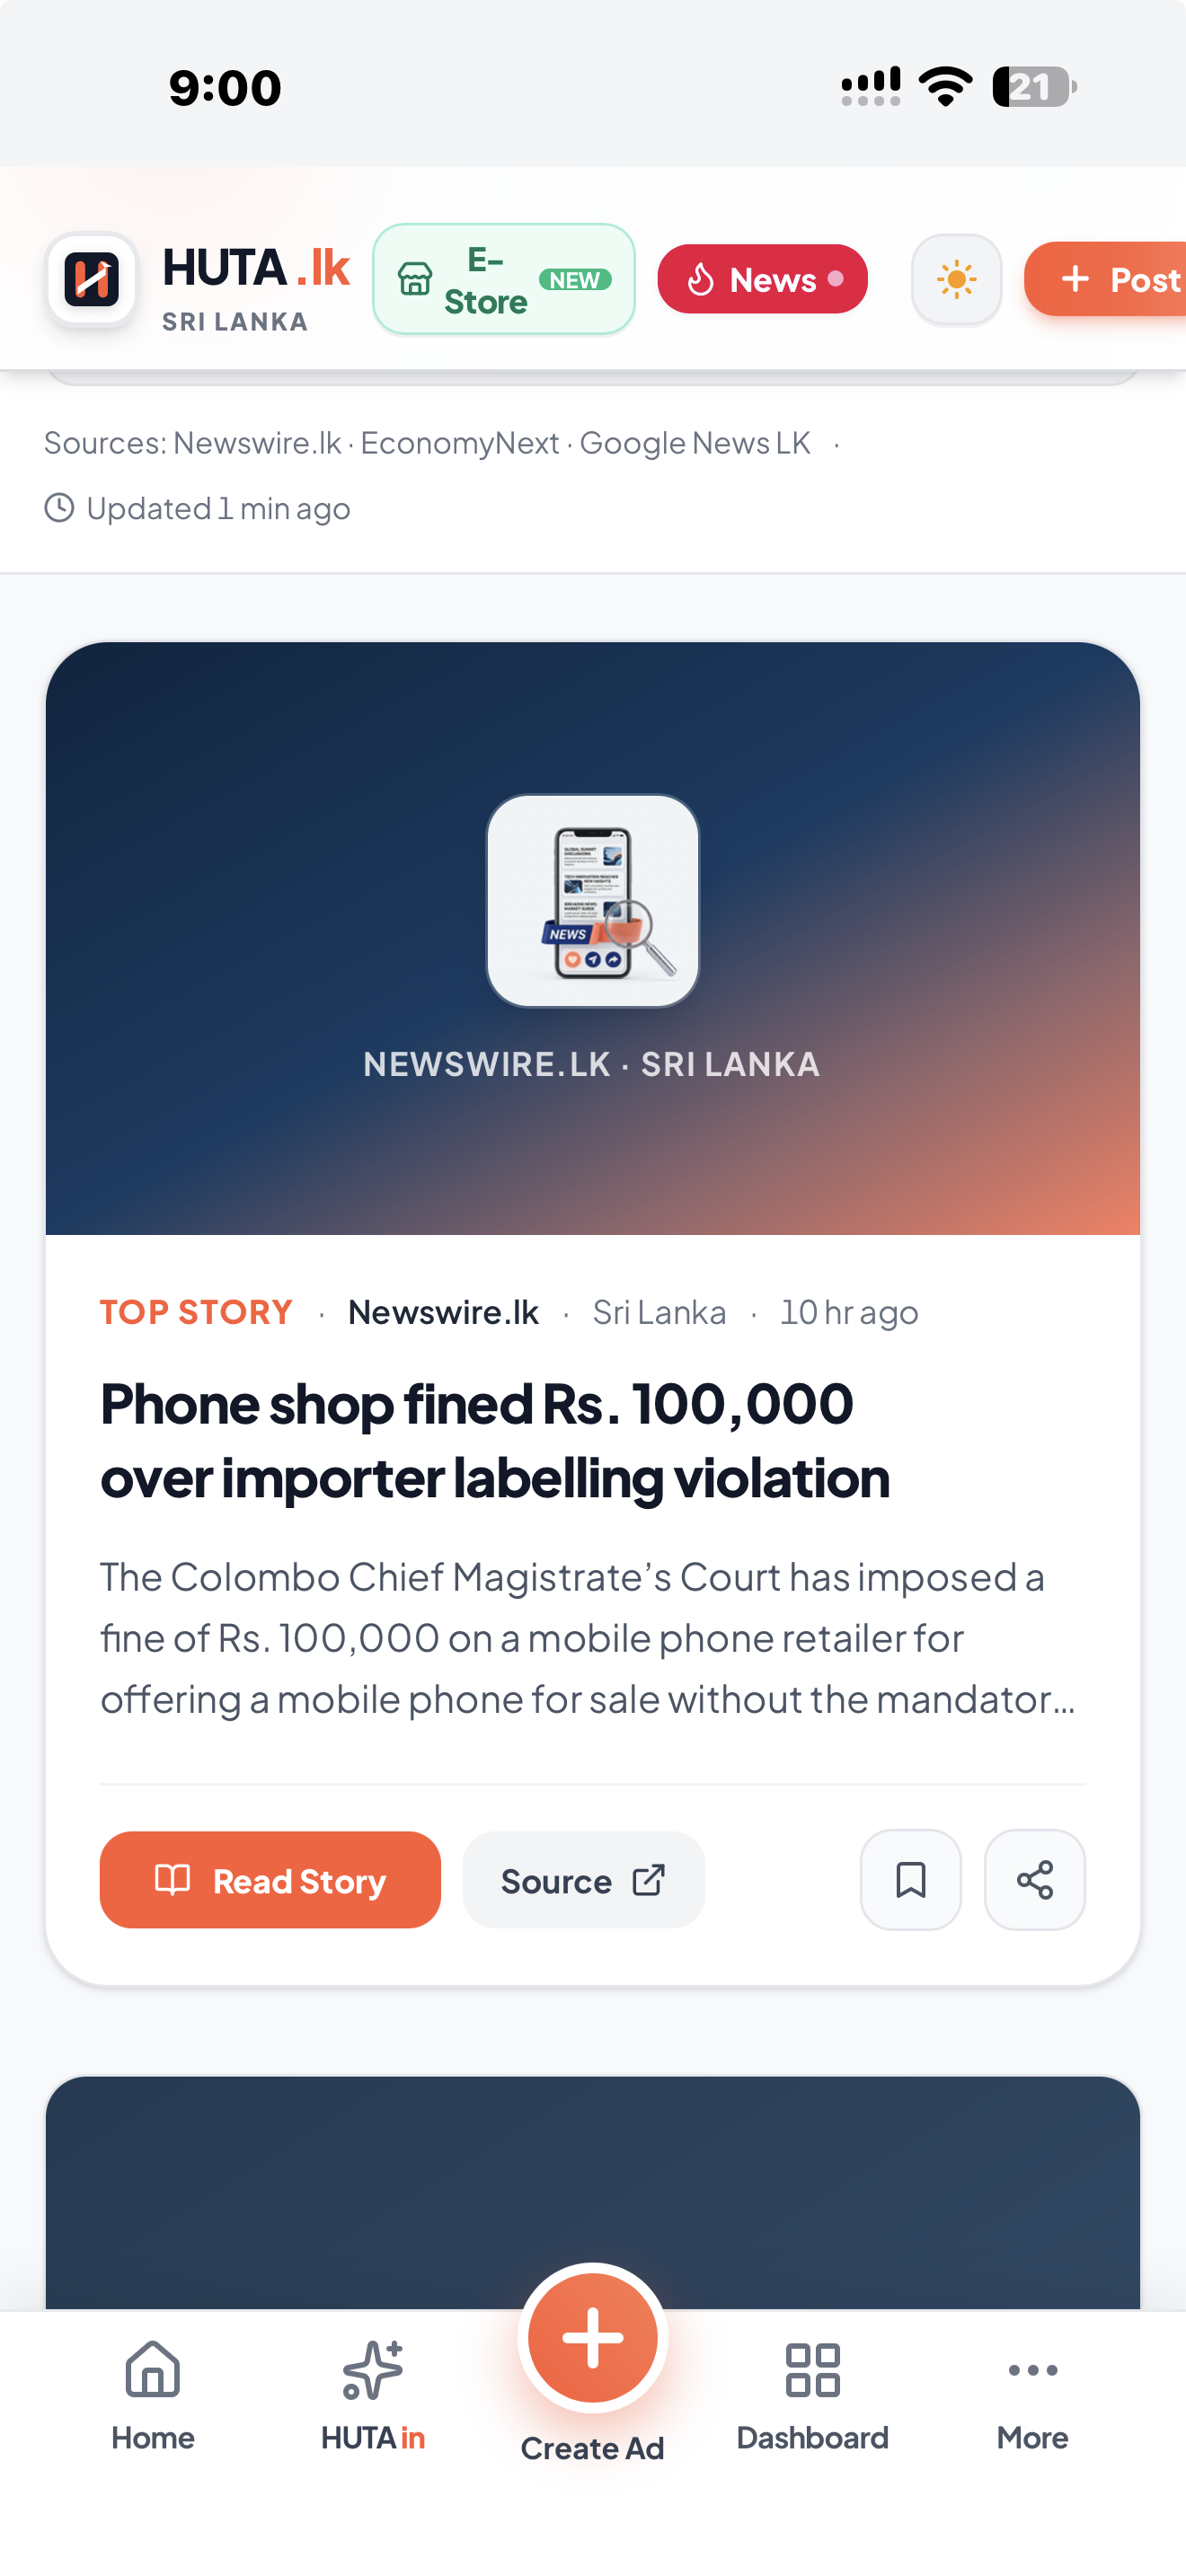 9:00
21
HUTA.lk
SRI LANKA
E-
Store
NEW
News
+ Post
Sources: Newswire.lk · EconomyNext · Google News LK ·
Updated 1 min ago
NEWS
NEWSWIRE.LK · SRI LANKA
TOP STORY · Newswire.lk · Sri Lanka · 10 hr ago
Phone shop fined Rs. 100,000
over importer labelling violation
The Colombo Chief Magistrate’s Court has imposed a
fine of Rs. 100,000 on a mobile phone retailer for
offering a mobile phone for sale without the mandator...
Read Story
Source
Home
HUTA in
Create Ad
Dashboard
More